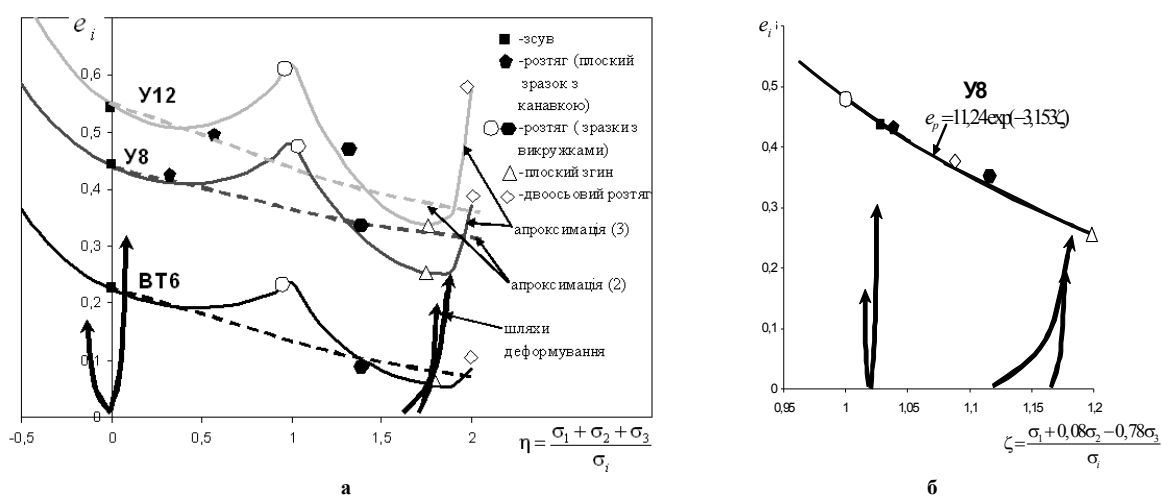 e i
0,6
0,5
0,4
0,3
0,2
0,1
0
-0,5
0
0,5
1
1,5
2
У12
У8
ВТ6
-зсув
-розтяг (плоский
зразок з
канавкою)
-розтяг ( зразки з
викружками)
-плоский згин
-двоосьовий розтяг
апроксимація (3)
апроксимація (2)
шляхи
деформування
η = (σ1 + σ2 + σ3) / σi
а
ei
0,5
0,4
0,3
0,2
0,1
0
0,95
1
1,05
1,1
1,15
1,2
У8
ep=11,24exp(−3,153ζ)
ζ = (σ1+0,08σ2−0,78σ3) / σi
б